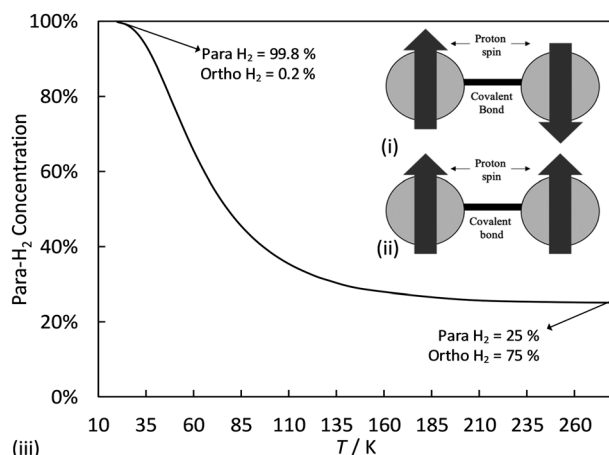 100%
80%
60%
40%
20%
0%
Para-H₂ Concentration
Para H₂ = 99.8 %
Ortho H₂ = 0.2 %
Proton
spin
Covalent
Bond
(i)
Proton
spin
Covalent
bond
(ii)
Para H₂ = 25 %
Ortho H₂ = 75 %
10 35 60 85 110 135 160 185 210 235 260
(iii)
T / K